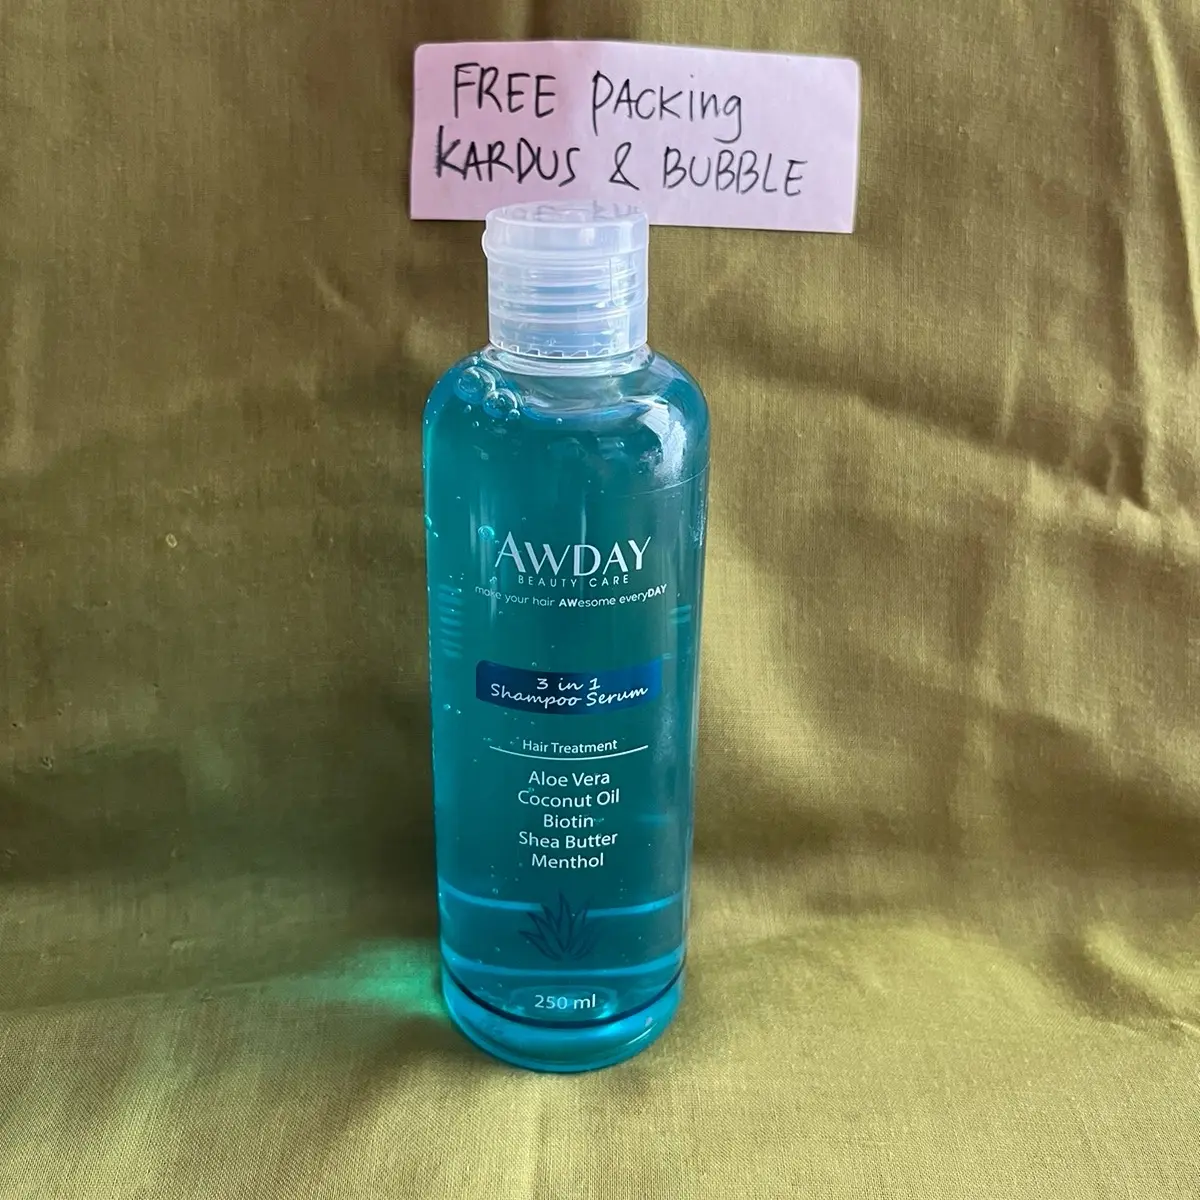 FREE PACKing
KARDUS & BUBBLE
AWDAY
BEAUTY CARE
make your hair AWesome everyDAY
3 in 1
Shampoo Serum
Hair Treatment
Aloe Vera
Coconut Oil
Biotin
Shea Butter
Menthol
250 ml